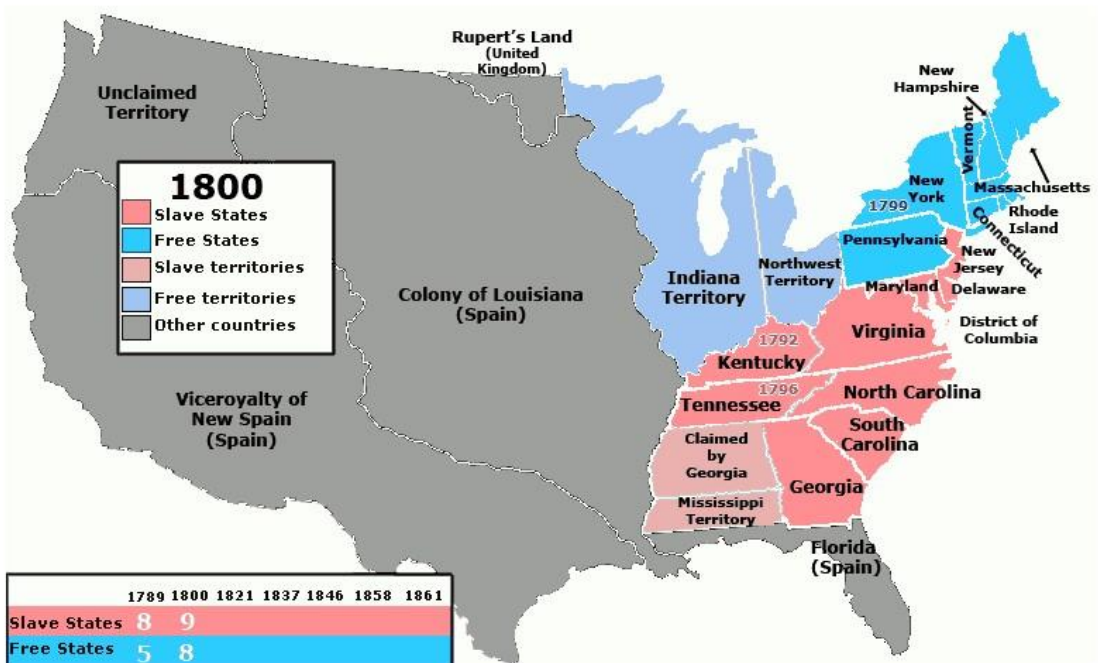 Rupert's Land
(United
Kingdom)
Unclaimed
Territory
1800
Slave States
Free States
Slave territories
Free territories
Other countries
New
Hampshire
Vermont
Massachusetts
New
York
1799
Rhode
Island
Connecticut
Pennsylvania
New
Jersey
Northwest
Territory
Maryland
Delaware
Indiana
Territory
Colony of Louisiana
(Spain)
District of
Columbia
Virginia
1792
Kentucky
1796
Tennessee
North Carolina
Viceroyalty of
New Spain
(Spain)
South
Carolina
Claimed
by
Georgia
Georgia
Mississippi
Territory
Florida
(Spain)
1789 1800 1821 1837 1846 1858 1861
Slave States 8 9
Free States 5 8